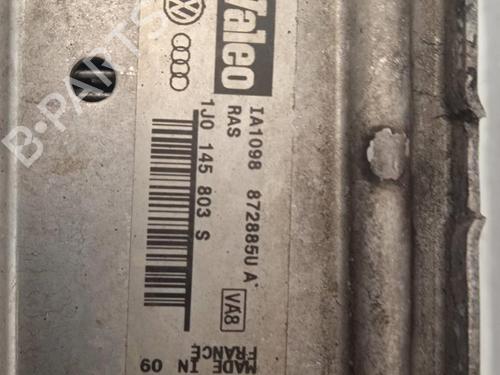 Valeo
IA1098 872885U A
RAS
1J0 145 803 S
VA8
MADE IN
FRANCE
09
B-PARTS